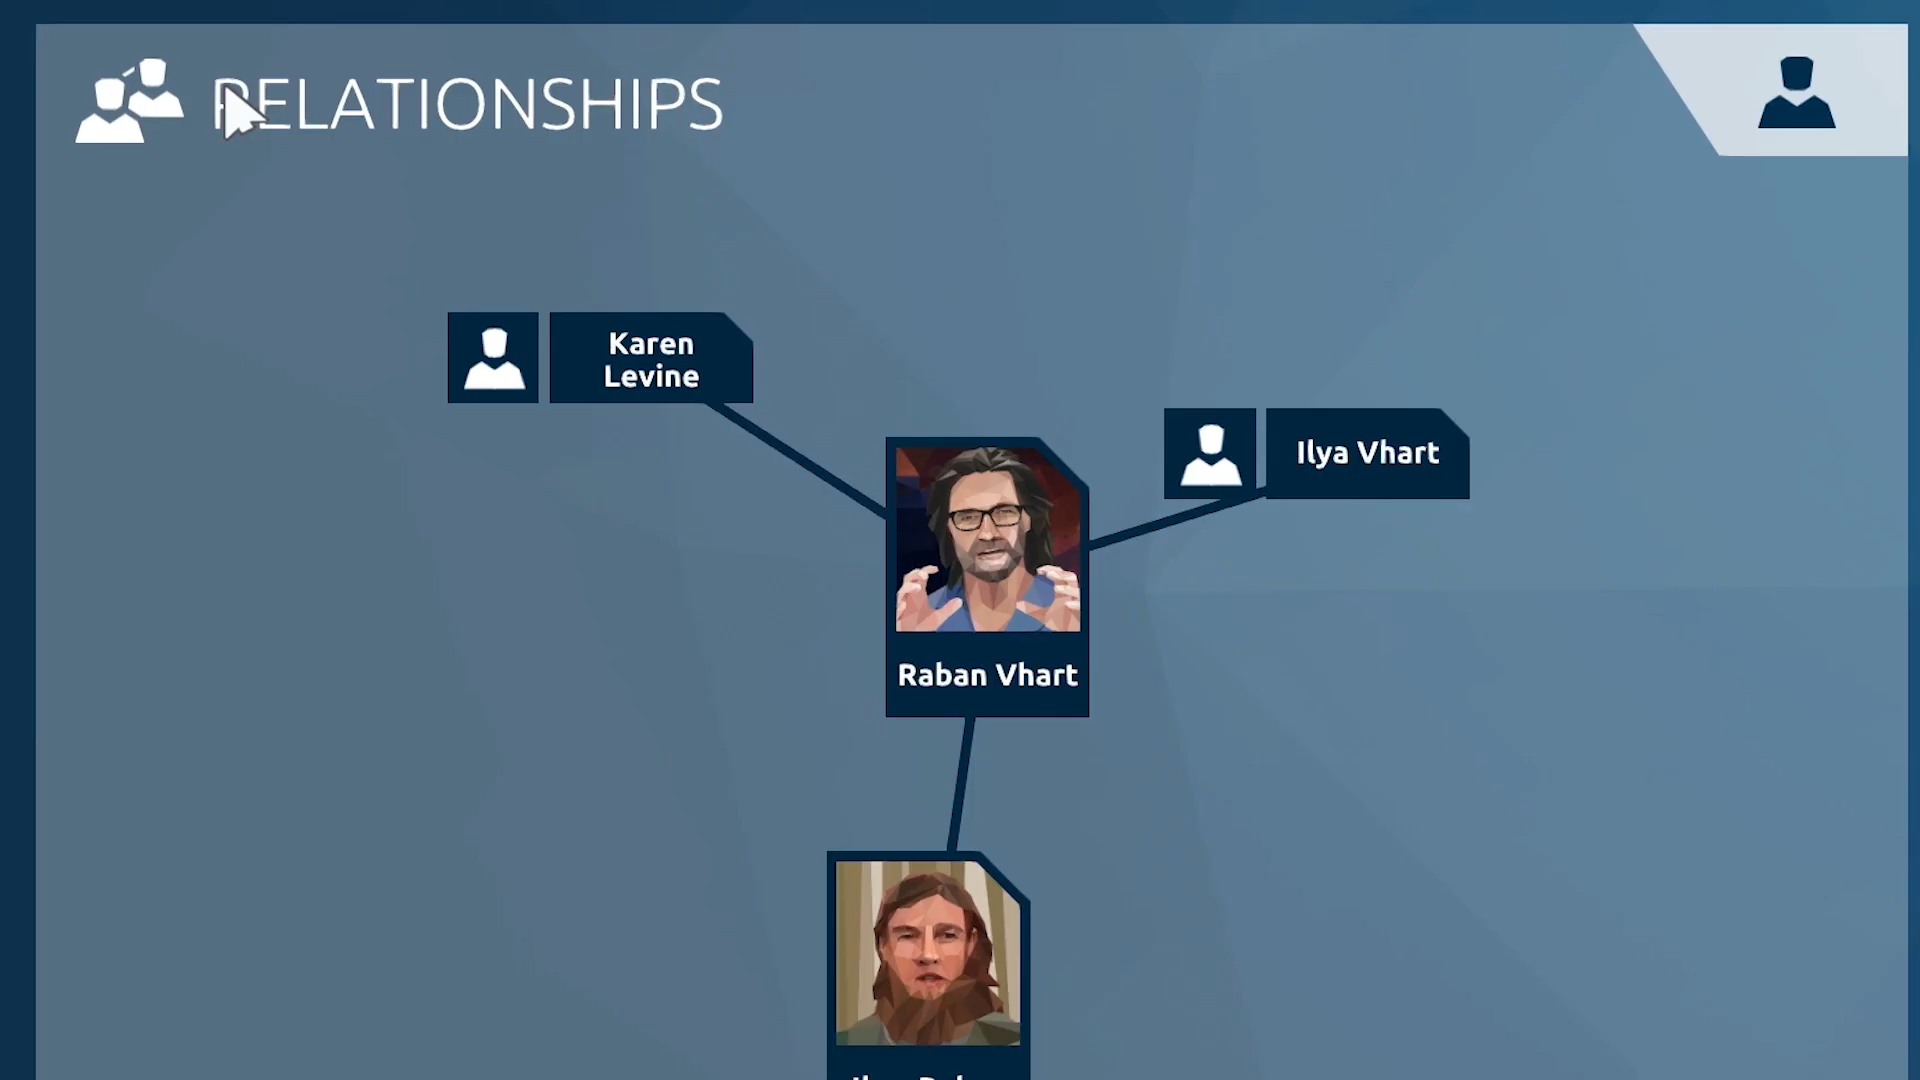 RELATIONSHIPS
Karen
Levine
Ilya Vhart
Raban Vhart